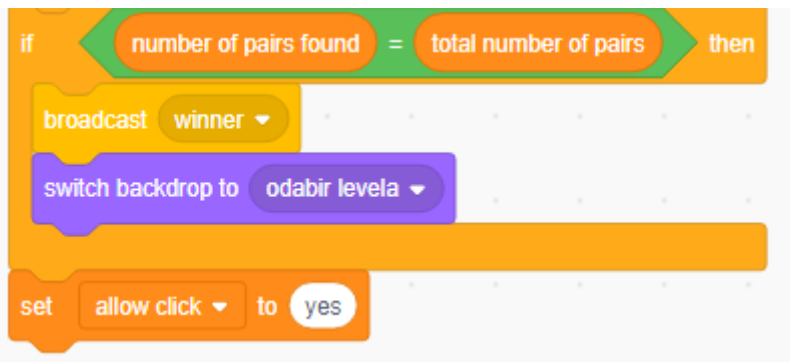 if number of pairs found = total number of pairs then
broadcast winner
switch backdrop to odabir levela
set allow click to yes